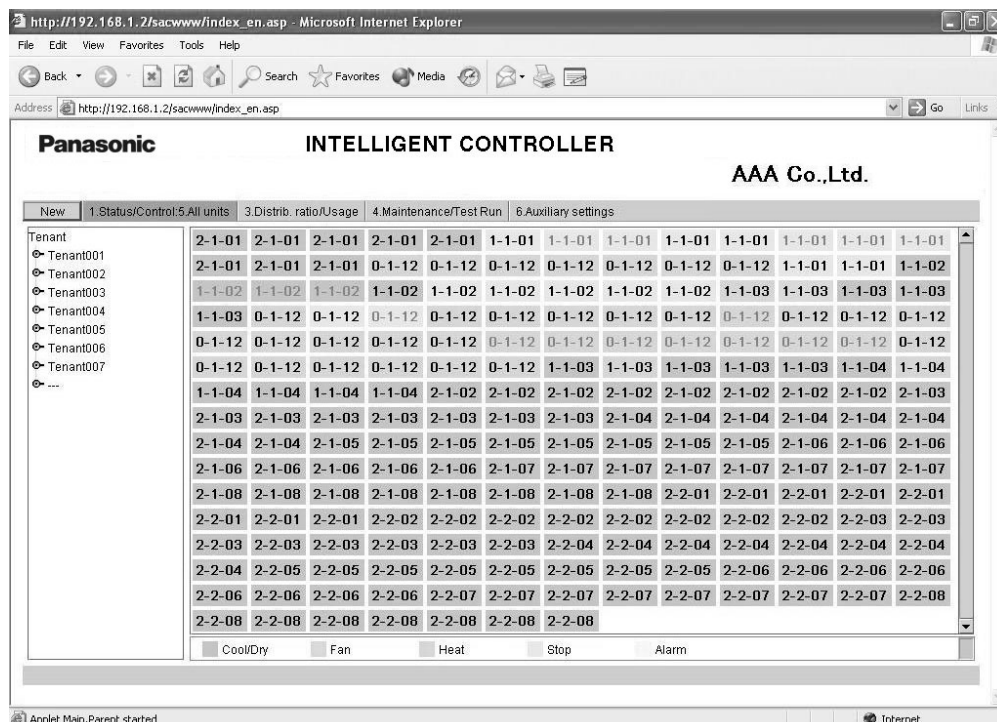 http://192.168.1.2/sacwww/index_en.asp - Microsoft Internet Explorer
File Edit View Favorites Tools Help
Back Search Favorites Media
Address http://192.168.1.2/sacwww/index_en.asp Go Links
Panasonic INTELLIGENT CONTROLLER
AAA Co.,Ltd.
New 1.Status/Control:5.All units 3.Distrib. ratio/Usage 4.Maintenance/Test Run 6.Auxiliary settings
Tenant
Tenant001
Tenant002
Tenant003
Tenant004
Tenant005
Tenant006
Tenant007
---
2-1-01 2-1-01 2-1-01 2-1-01 2-1-01 1-1-01 1-1-01 1-1-01 1-1-01 1-1-01 1-1-01 1-1-01 1-1-01
2-1-01 2-1-01 2-1-01 0-1-12 0-1-12 0-1-12 0-1-12 0-1-12 0-1-12 0-1-12 1-1-01 1-1-01 1-1-02
1-1-02 1-1-02 1-1-02 1-1-02 1-1-02 1-1-02 1-1-02 1-1-02 1-1-02 1-1-03 1-1-03 1-1-03 1-1-03
1-1-03 0-1-12 0-1-12 0-1-12 0-1-12 0-1-12 0-1-12 0-1-12 0-1-12 0-1-12 0-1-12 0-1-12 0-1-12
0-1-12 0-1-12 0-1-12 0-1-12 0-1-12 0-1-12 0-1-12 0-1-12 0-1-12 0-1-12 0-1-12 0-1-12 0-1-12
0-1-12 0-1-12 0-1-12 0-1-12 0-1-12 0-1-12 1-1-03 1-1-03 1-1-03 1-1-03 1-1-03 1-1-04 1-1-04
1-1-04 1-1-04 1-1-04 1-1-04 2-1-02 2-1-02 2-1-02 2-1-02 2-1-02 2-1-02 2-1-02 2-1-02 2-1-03
2-1-03 2-1-03 2-1-03 2-1-03 2-1-03 2-1-03 2-1-03 2-1-04 2-1-04 2-1-04 2-1-04 2-1-04 2-1-04
2-1-04 2-1-04 2-1-05 2-1-05 2-1-05 2-1-05 2-1-05 2-1-05 2-1-05 2-1-05 2-1-06 2-1-06 2-1-06
2-1-06 2-1-06 2-1-06 2-1-06 2-1-06 2-1-07 2-1-07 2-1-07 2-1-07 2-1-07 2-1-07 2-1-07 2-1-07
2-1-08 2-1-08 2-1-08 2-1-08 2-1-08 2-1-08 2-1-08 2-1-08 2-2-01 2-2-01 2-2-01 2-2-01 2-2-01
2-2-01 2-2-01 2-2-01 2-2-02 2-2-02 2-2-02 2-2-02 2-2-02 2-2-02 2-2-02 2-2-02 2-2-03 2-2-03
2-2-03 2-2-03 2-2-03 2-2-03 2-2-03 2-2-03 2-2-04 2-2-04 2-2-04 2-2-04 2-2-04 2-2-04 2-2-04
2-2-04 2-2-05 2-2-05 2-2-05 2-2-05 2-2-05 2-2-05 2-2-05 2-2-05 2-2-06 2-2-06 2-2-06 2-2-06
2-2-06 2-2-06 2-2-06 2-2-06 2-2-07 2-2-07 2-2-07 2-2-07 2-2-07 2-2-07 2-2-07 2-2-07 2-2-08
2-2-08 2-2-08 2-2-08 2-2-08 2-2-08 2-2-08 2-2-08
Cool/Dry Fan Heat Stop Alarm
Applet Main.Parent started Internet